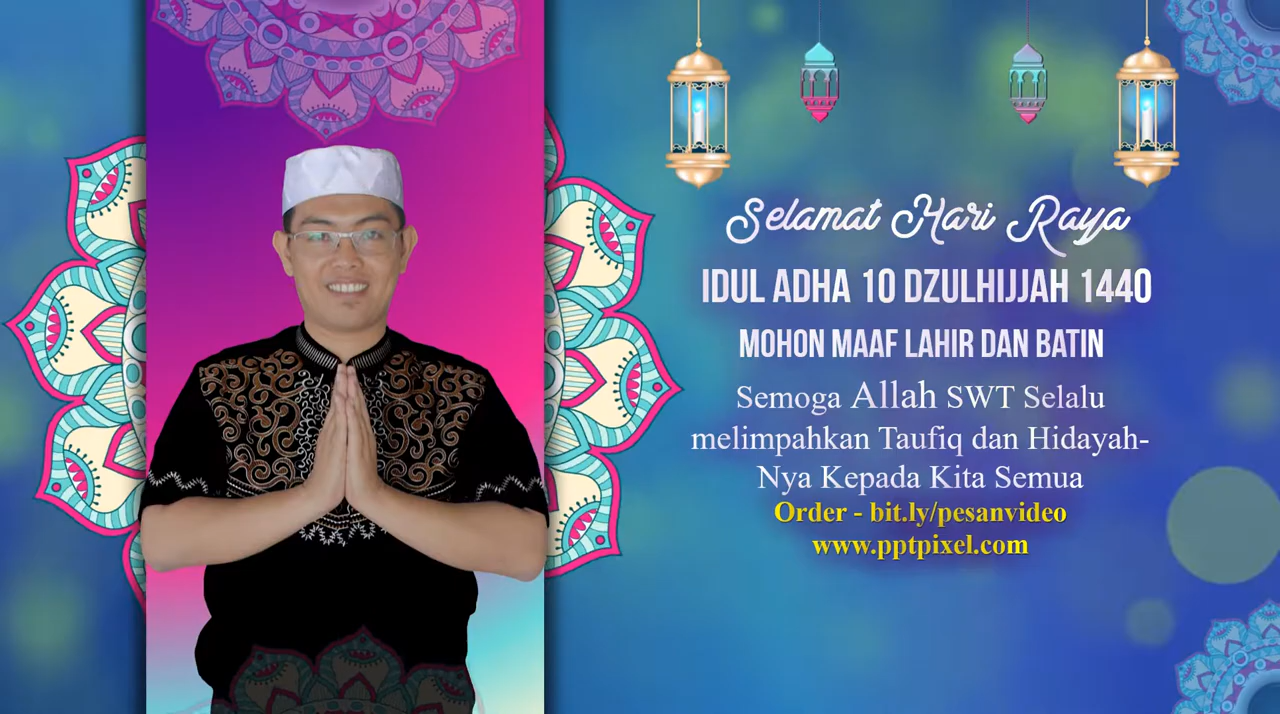 Selamat Hari Raya
IDUL ADHA 10 DZULHIJJAH 1440
MOHON MAAF LAHIR DAN BATIN
Semoga Allah SWT Selalu
melimpahkan Taufiq dan Hidayah-
Nya Kepada Kita Semua
Order - bit.ly/pesanvideo
www.pptpixel.com